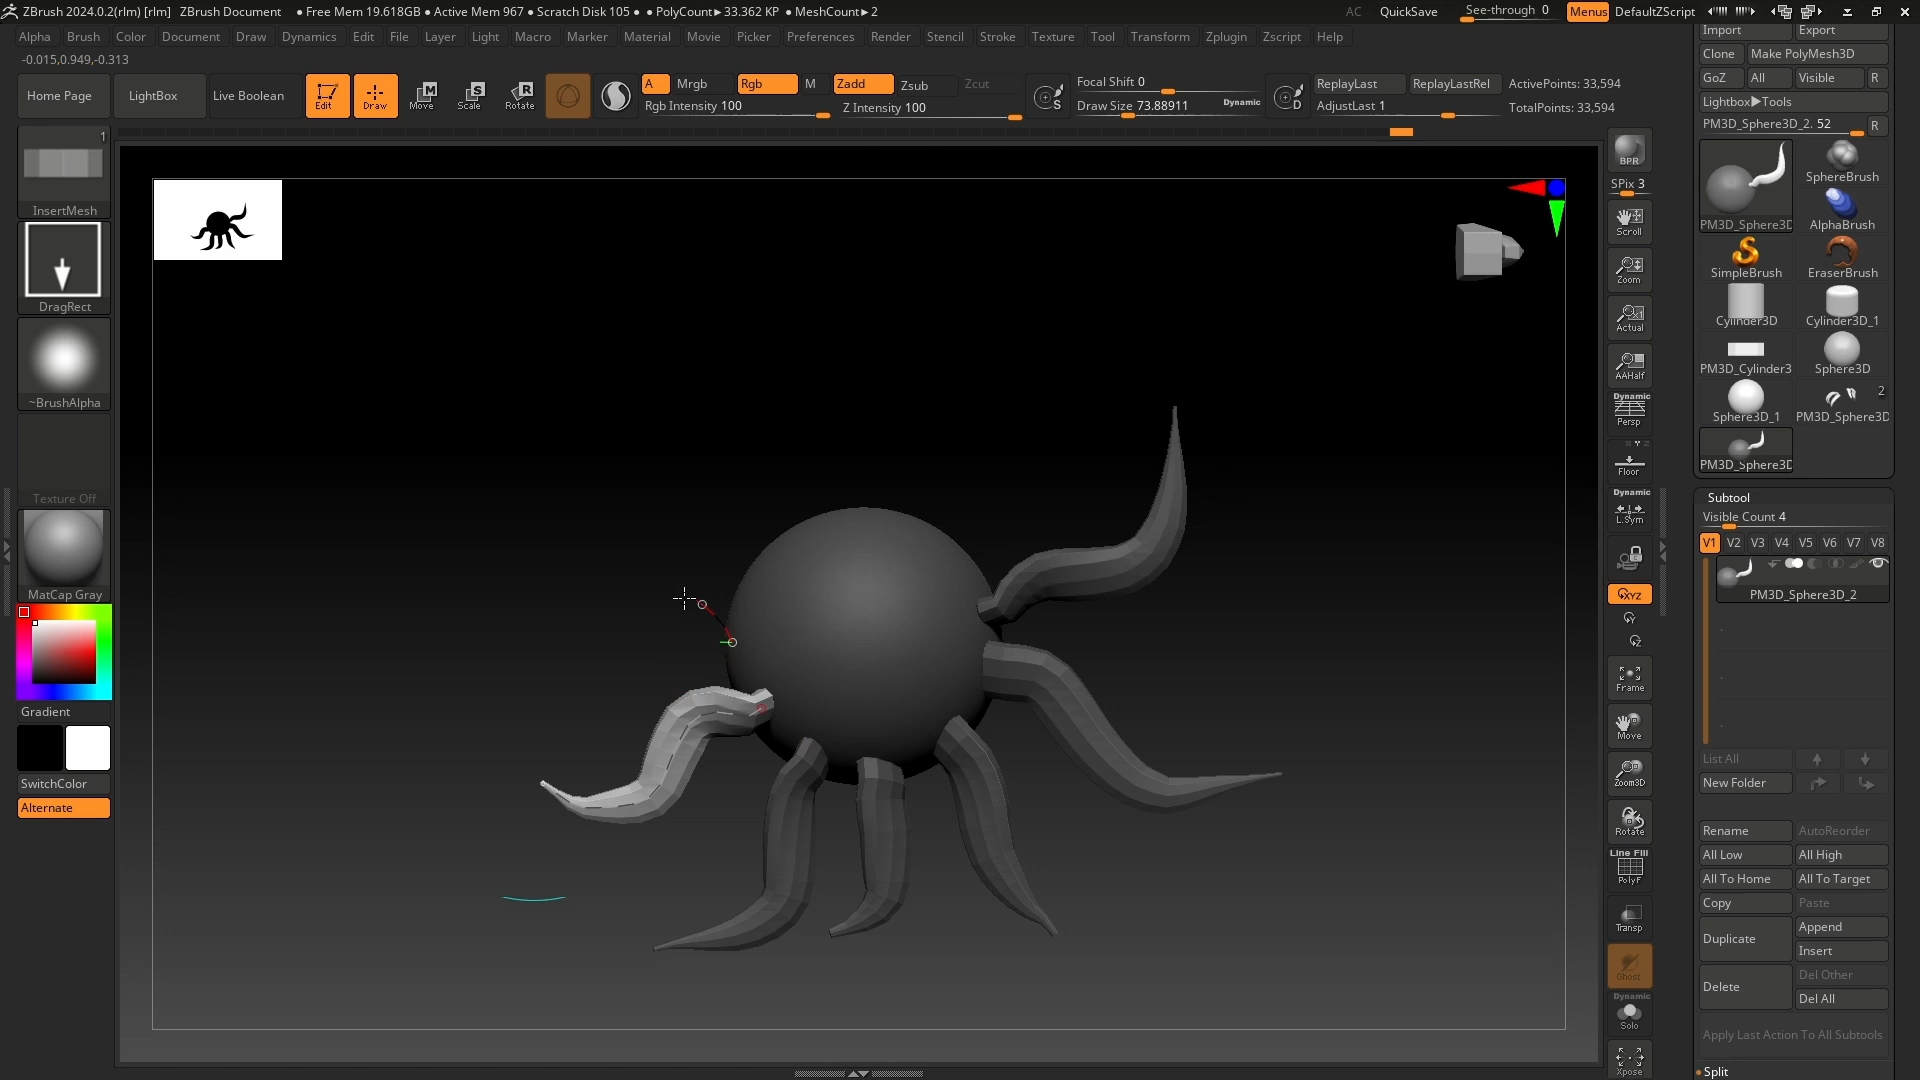 ZBrush 2024.0.2(rlm) [rlm] ZBrush Document • Free Mem 19.618GB • Active Mem 967 • Scratch Disk 105 • • PolyCount►33.362 KP • MeshCount►2 AC QuickSave See-through 0 Menus DefaultZScript
Alpha Brush Color Document Draw Dynamics Edit File Layer Light Macro Marker Material Movie Picker Preferences Render Stencil Stroke Texture Tool Transform Zplugin Zscript Help
-0.015,0.949,-0.313
Home Page LightBox Live Boolean Edit Draw Move Scale Rotate
A Mrgb Rgb M Zadd Zsub Zcut
Rgb Intensity 100 Z Intensity 100
Focal Shift 0
Draw Size 73.88911 Dynamic
ReplayLast ReplayLastRel
AdjustLast 1
ActivePoints: 33,594
TotalPoints: 33,594
1
InsertMesh
DragRect
~BrushAlpha
Texture Off
MatCap Gray
Gradient
SwitchColor
Alternate
BPR
SPix 3
Scroll
Zoom
Actual
AAHalf
Dynamic
Persp
Floor
Dynamic
L.Sym
XYZ
Y
Z
Frame
Move
Zoom3D
Rotate
Line Fill
PolyF
Transp
Ghost
Dynamic
Solo
Xpose
Import Export
Clone Make PolyMesh3D
GoZ All Visible R
Lightbox►Tools
PM3D_Sphere3D_2. 52 R
PM3D_Sphere3D SphereBrush
AlphaBrush
SimpleBrush EraserBrush
Cylinder3D Cylinder3D_1
PM3D_Cylinder3 Sphere3D
2
Sphere3D_1 PM3D_Sphere3D
PM3D_Sphere3D
Subtool
Visible Count 4
V1 V2 V3 V4 V5 V6 V7 V8
PM3D_Sphere3D_2
List All
New Folder
Rename AutoReorder
All Low All High
All To Home All To Target
Copy Paste
Duplicate Append
Insert
Delete Del Other
Del All
Apply Last Action To All Subtools
Split